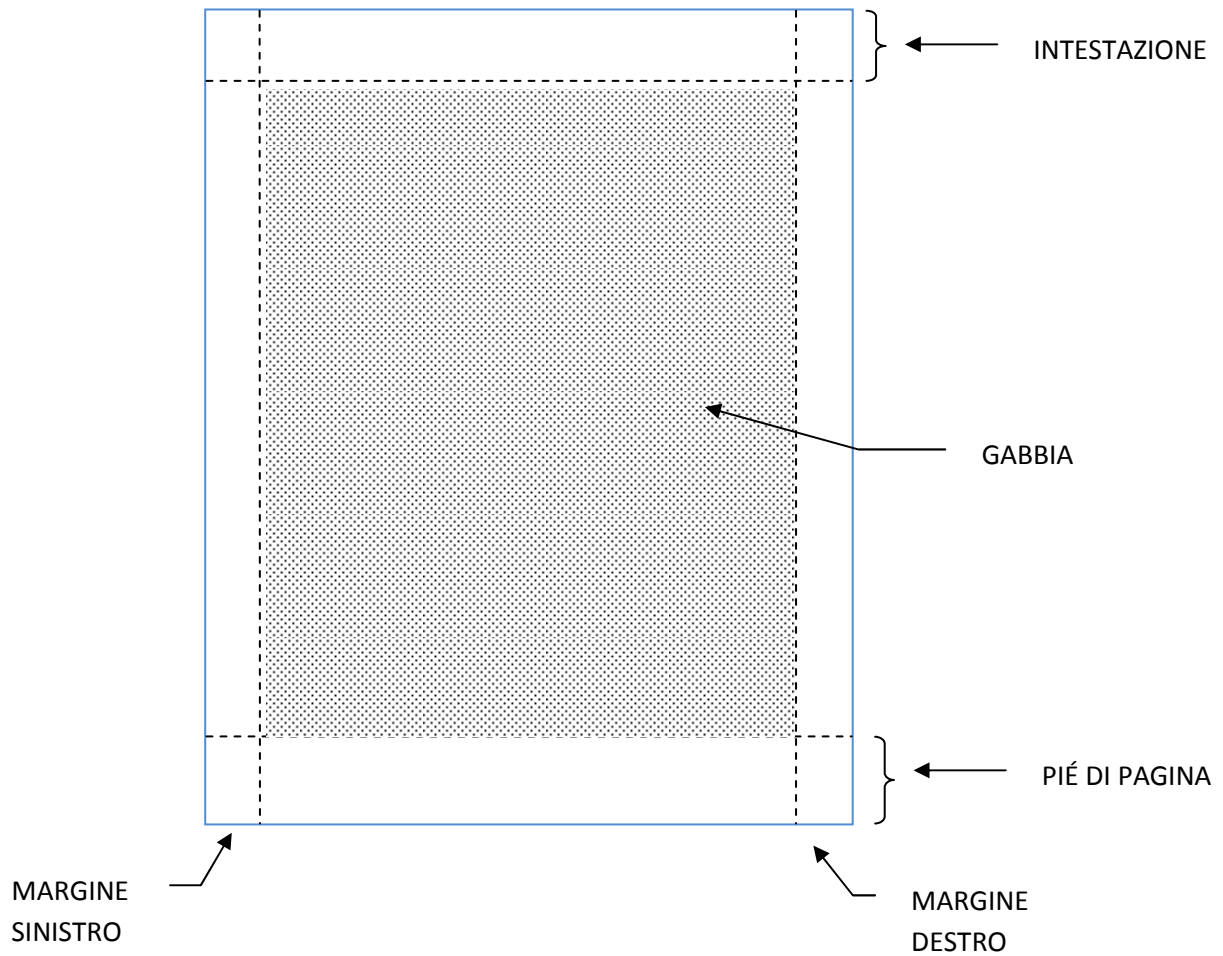 INTESTAZIONE
GABBIA
PIÉ DI PAGINA
MARGINE
SINISTRO
MARGINE
DESTRO